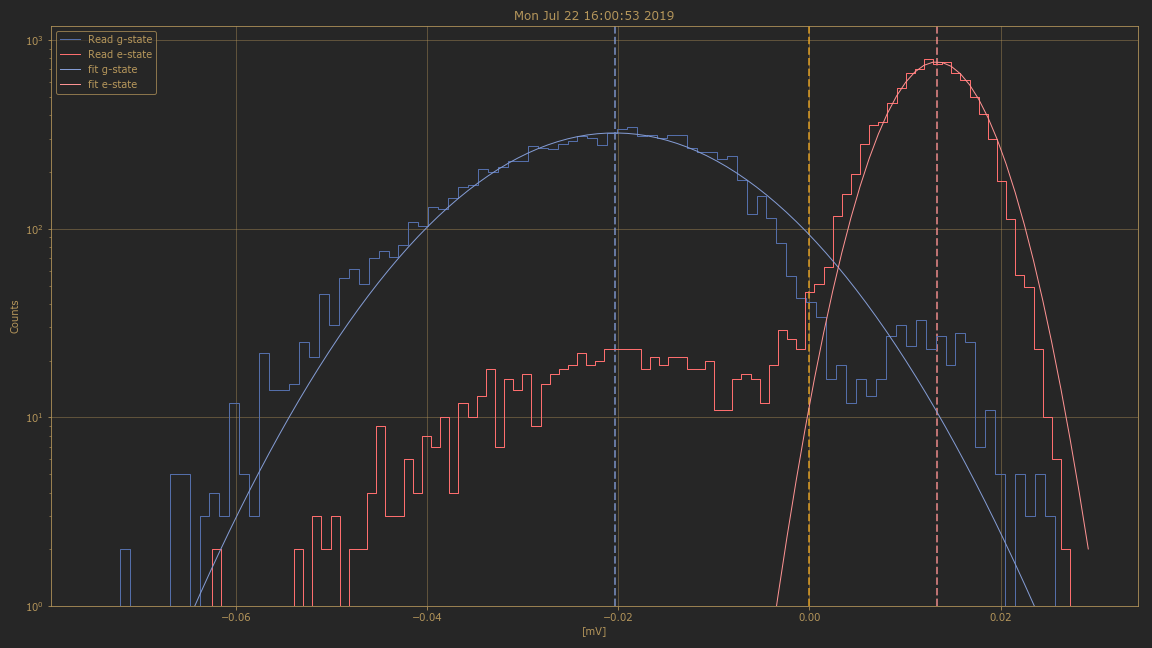 Mon Jul 22 16:00:53 2019
Read g-state
Read e-state
fit g-state
fit e-state
Counts
10³
10²
10¹
10⁰
−0.06 −0.04 −0.02 0.00 0.02
[mV]